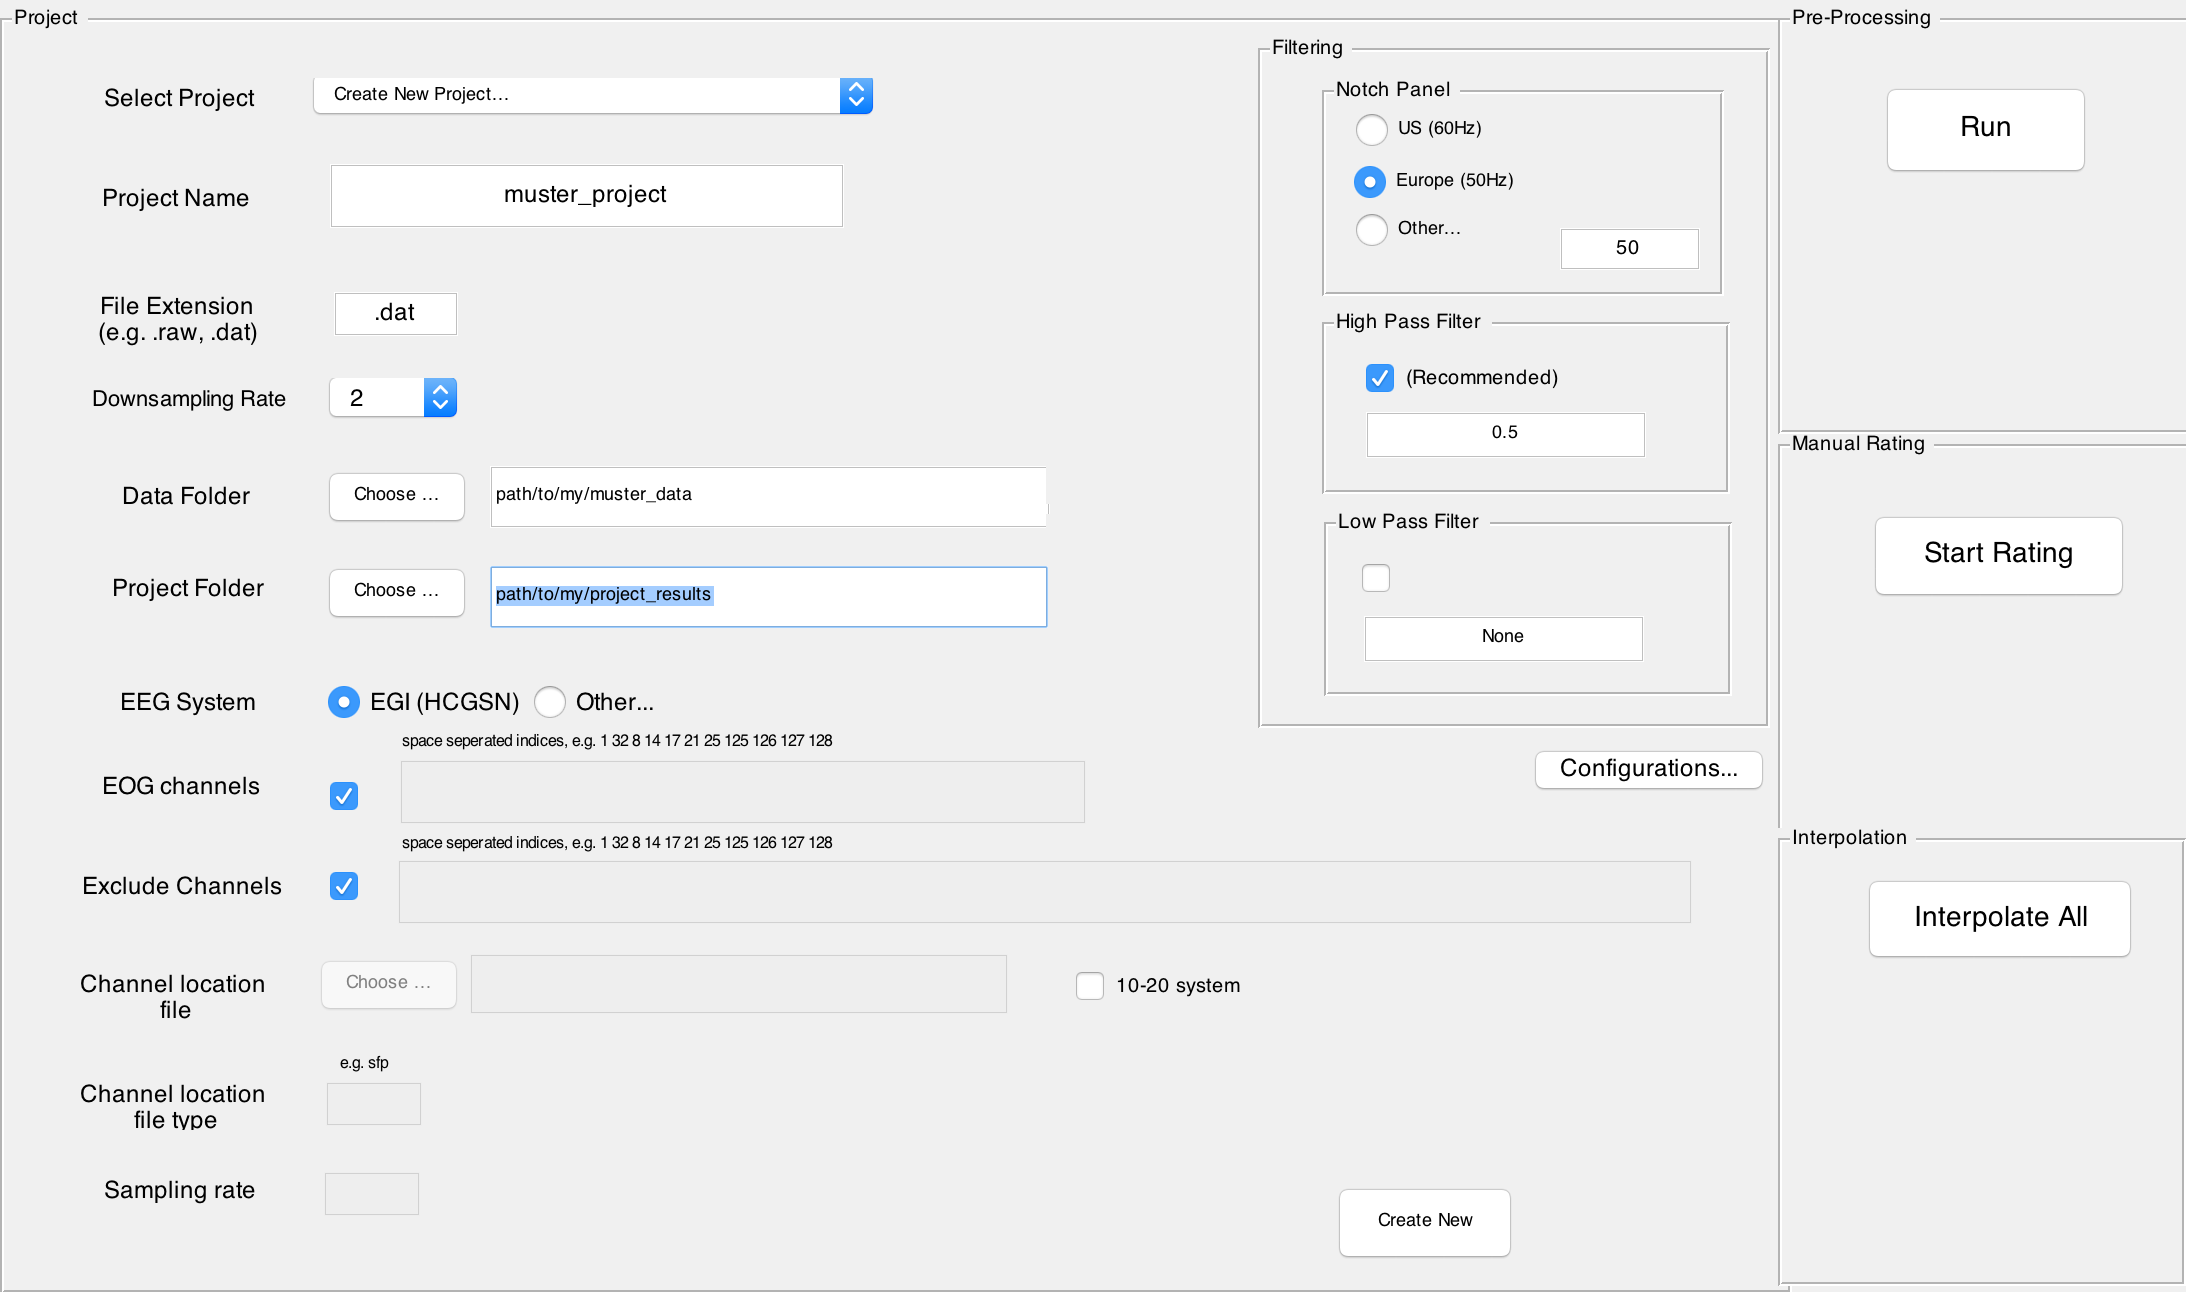 Project
Select Project
Create New Project...
Project Name
muster_project
File Extension
(e.g. .raw, .dat)
.dat
Downsampling Rate
2
Data Folder
Choose ...
path/to/my/muster_data
Project Folder
Choose ...
path/to/my/project_results
EEG System
EGI (HCGSN)
Other...
space seperated indices, e.g. 1 32 8 14 17 21 25 125 126 127 128
EOG channels
space seperated indices, e.g. 1 32 8 14 17 21 25 125 126 127 128
Exclude Channels
Channel location
file
Choose ...
10-20 system
e.g. sfp
Channel location
file type
Sampling rate
Create New
Filtering
Notch Panel
US (60Hz)
Europe (50Hz)
Other...
50
High Pass Filter
(Recommended)
0.5
Low Pass Filter
None
Configurations...
Pre-Processing
Run
Manual Rating
Start Rating
Interpolation
Interpolate All